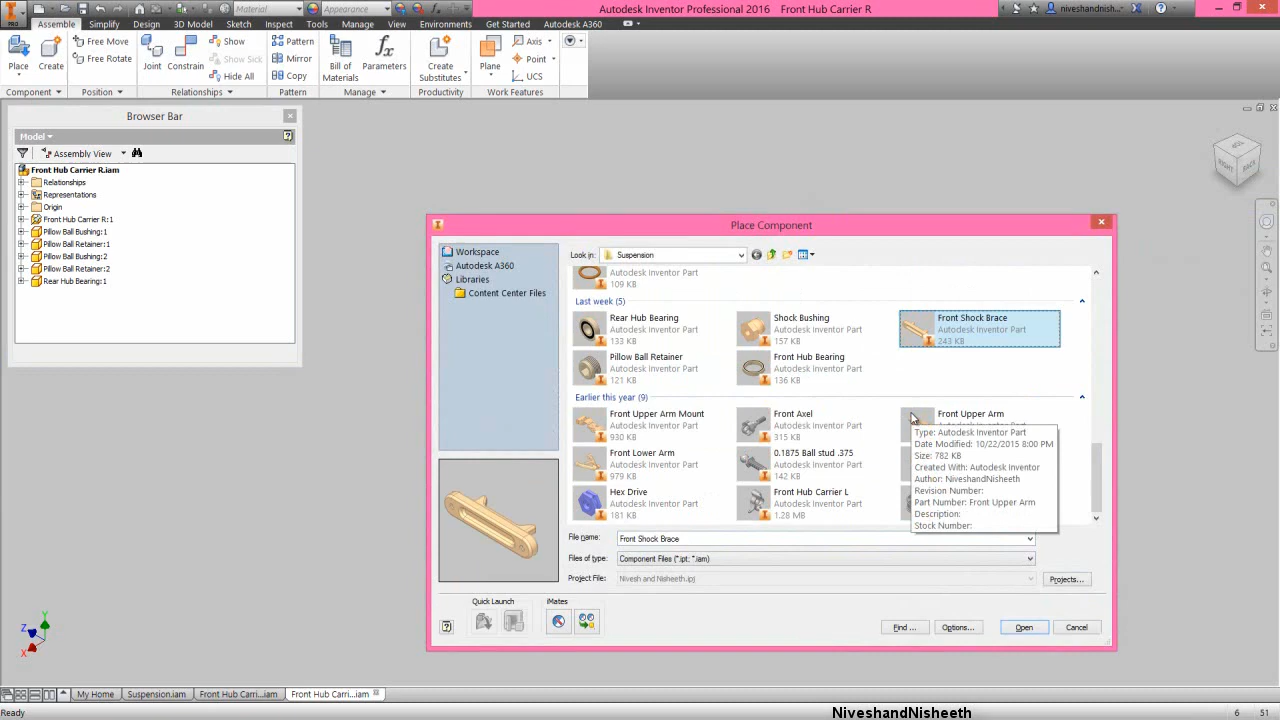 Autodesk Inventor Professional 2016 Front Hub Carrier R
niveshandnishe...
PRO
Material
Appearance
Assemble Simplify Design 3D Model Sketch Inspect Tools Manage View Environments Get Started Autodesk A360
Place
Create
Free Move
Free Rotate
Joint
Constrain
Show
Show Sick
Hide All
Pattern
Mirror
Copy
Bill of
Materials
Parameters
Create
Substitutes
Plane
Axis
Point
UCS
Component Position Relationships Pattern Manage Productivity Work Features
Browser Bar
Model
Assembly View
Front Hub Carrier R.iam
Relationships
Representations
Origin
Front Hub Carrier R:1
Pillow Ball Bushing:1
Pillow Ball Retainer:1
Pillow Ball Bushing:2
Pillow Ball Retainer:2
Rear Hub Bearing:1
RIGHT
BACK
Place Component
Workspace
Autodesk A360
Libraries
Content Center Files
Look in: Suspension
Autodesk Inventor Part
109 KB
Last week (5)
Rear Hub Bearing
Autodesk Inventor Part
133 KB
Shock Bushing
Autodesk Inventor Part
157 KB
Front Shock Brace
Autodesk Inventor Part
243 KB
Pillow Ball Retainer
Autodesk Inventor Part
121 KB
Front Hub Bearing
Autodesk Inventor Part
136 KB
Earlier this year (9)
Front Upper Arm Mount
Autodesk Inventor Part
930 KB
Front Axel
Autodesk Inventor Part
315 KB
Front Upper Arm
Front Lower Arm
Autodesk Inventor Part
979 KB
0.1875 Ball stud .375
Autodesk Inventor Part
142 KB
Hex Drive
Autodesk Inventor Part
181 KB
Front Hub Carrier L
Autodesk Inventor Part
1.28 MB
Type: Autodesk Inventor Part
Date Modified: 10/22/2015 8:00 PM
Size: 782 KB
Created With: Autodesk Inventor
Author: NiveshandNisheeth
Revision Number:
Part Number: Front Upper Arm
Description:
Stock Number:
File name: Front Shock Brace
Files of type: Component Files (*.ipt; *.iam)
Project File: Nivesh and Nisheeth.ipj
Projects...
Quick Launch
iMates
Find ...
Options...
Open
Cancel
Z
Y
X
My Home
Suspension.iam
Front Hub Carri...iam
Front Hub Carri...iam
Ready
NiveshandNisheeth
6 51